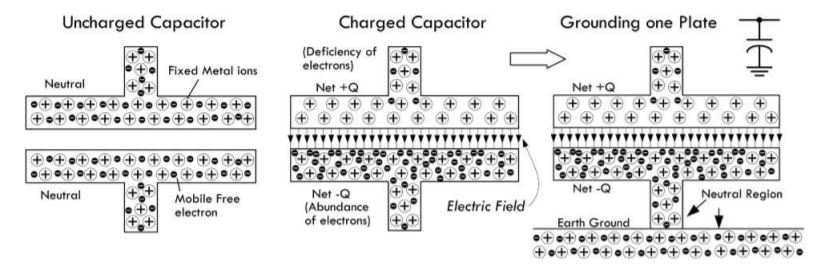 Uncharged Capacitor
Neutral
Fixed Metal ions
Neutral
Mobile Free
electron
Charged Capacitor
(Deficiency of
electrons)
Net +Q
Net -Q
(Abundance
of electrons)
Electric Field
Grounding one Plate
Net +Q
Net -Q
Neutral Region
Earth Ground